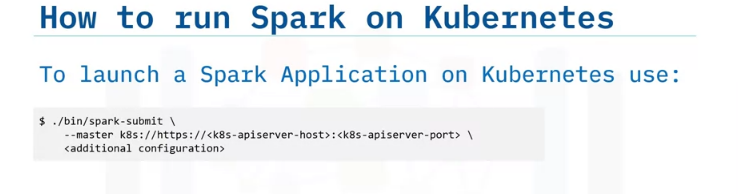 How to run Spark on Kubernetes
To launch a Spark Application on Kubernetes use:
$ ./bin/spark-submit \
--master k8s://https://<k8s-apiserver-host>:<k8s-apiserver-port> \
<additional configuration>